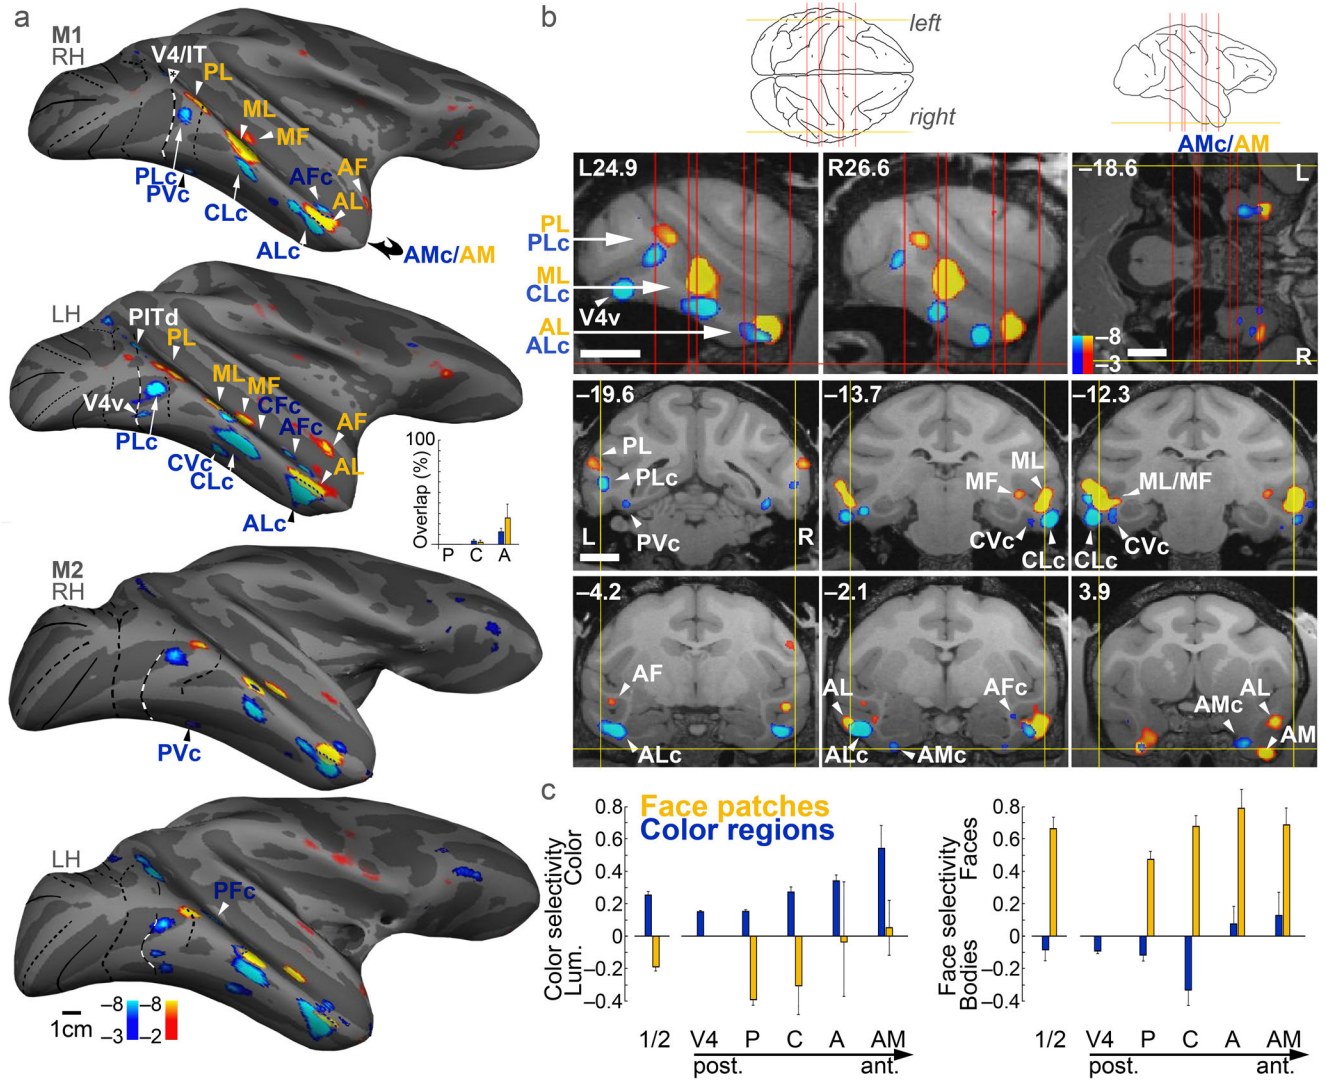 a
M1
RH
V4/IT
*
PL
ML
MF
AF
AFc
AL
PLc
PVc
CLc
ALc
AMc/AM
LH
PITd
PL
ML
MF
CFc
AFc
AF
AL
V4v
PLc
CVc
CLc
ALc
100
Overlap (%)
P C A
M2
RH
PVc
LH
PFc
–8 –8
–3 –2
1cm
b
left
right
AMc/AM
L24.9
R26.6
–18.6
L
R
PL
PLc
ML
CLc
V4v
AL
ALc
–8
–3
–19.6
PL
PLc
PVc
L
R
–13.7
MF
ML
CVc
CLc
–12.3
ML/MF
CLc
CVc
–4.2
AF
ALc
–2.1
AL
AFc
ALc
AMc
3.9
AL
AMc
AM
c
Face patches
Color regions
Color selectivity
Lum. Color
0.8
0.6
0.4
0.2
0
–0.2
–0.4
1/2 V4 P C A AM
post. ant.
Face selectivity
Bodies Faces
0.8
0.6
0.4
0.2
0
–0.2
–0.4
1/2 V4 P C A AM
post. ant.